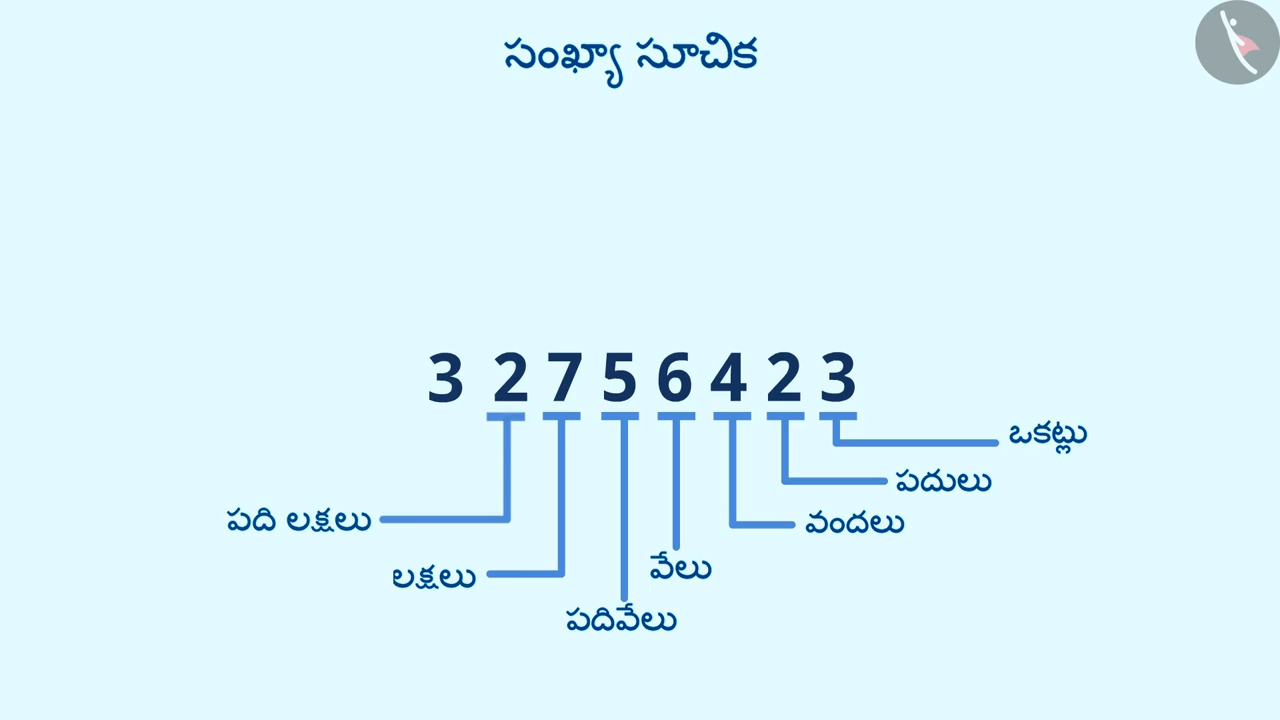 సంఖ్యా సూచిక
3 2 7 5 6 4 2 3
ఒకట్లు
పదులు
పది లక్షలు
వందలు
వేలు
లక్షలు
పదివేలు